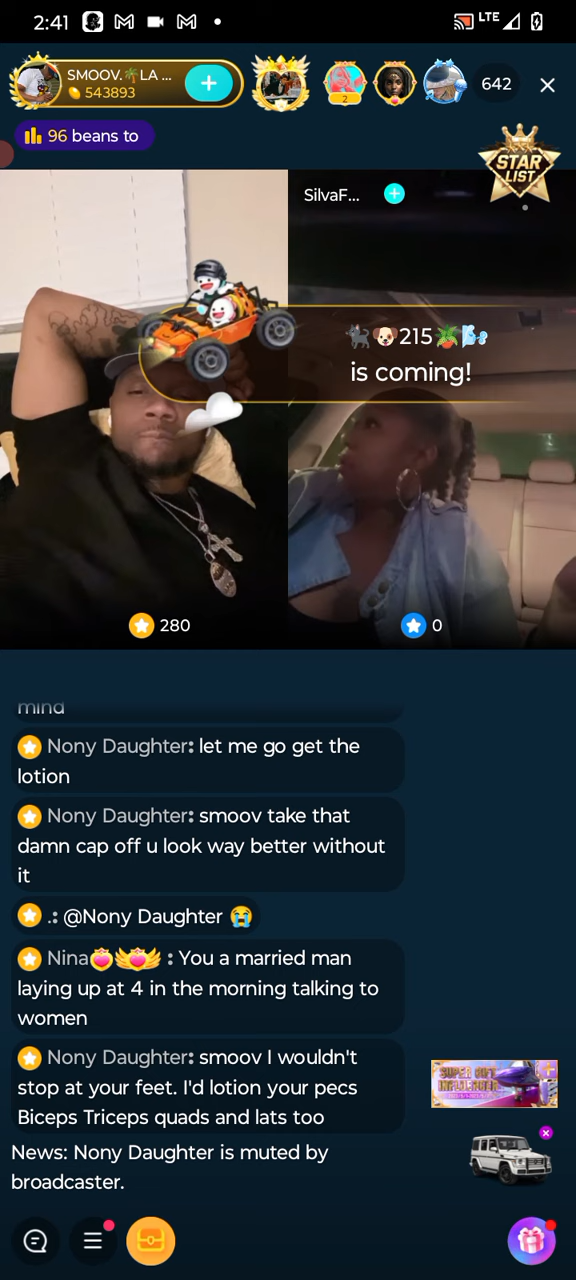 2:41
LTE
SMOOV.🌴LA ...
543893
2
642
96 beans to
STAR
LIST
SilvaF...
🐈‍⬛🐶215🪴🌬️
is coming!
280
0
mind
Nony Daughter: let me go get the
lotion
Nony Daughter: smoov take that
damn cap off u look way better without
it
.: @Nony Daughter 😭
Nina : You a married man
laying up at 4 in the morning talking to
women
Nony Daughter: smoov I wouldn't
stop at your feet. I'd lotion your pecs
Biceps Triceps quads and lats too
SUPER GIFT
News: Nony Daughter is muted by
broadcaster.